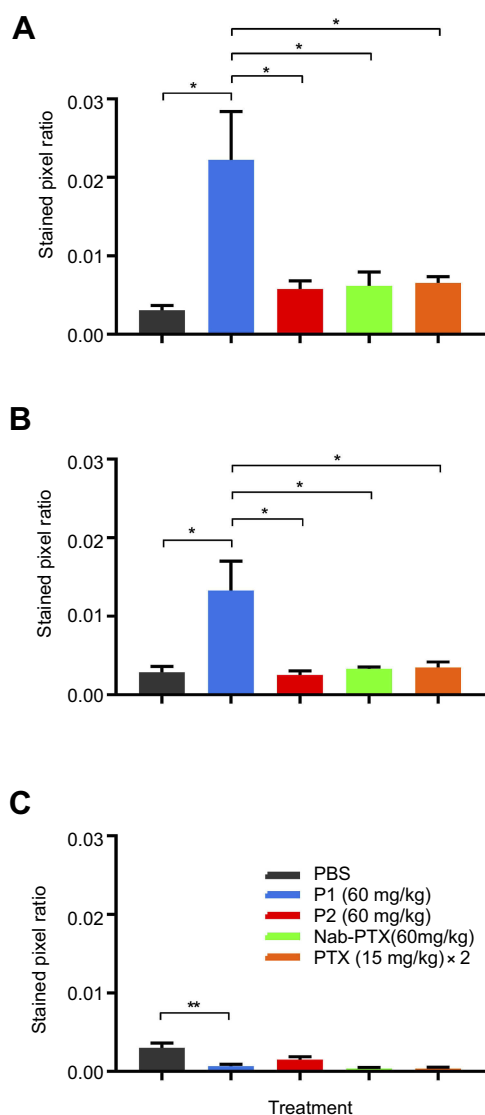 A
*
*
*
*
0.03
0.02
0.01
0.00
Stained pixel ratio
B
*
*
*
*
0.03
0.02
0.01
0.00
Stained pixel ratio
C
0.03
0.02
0.01
0.00
Stained pixel ratio
PBS
P1 (60 mg/kg)
P2 (60 mg/kg)
Nab-PTX(60mg/kg)
PTX (15 mg/kg)× 2
**
Treatment